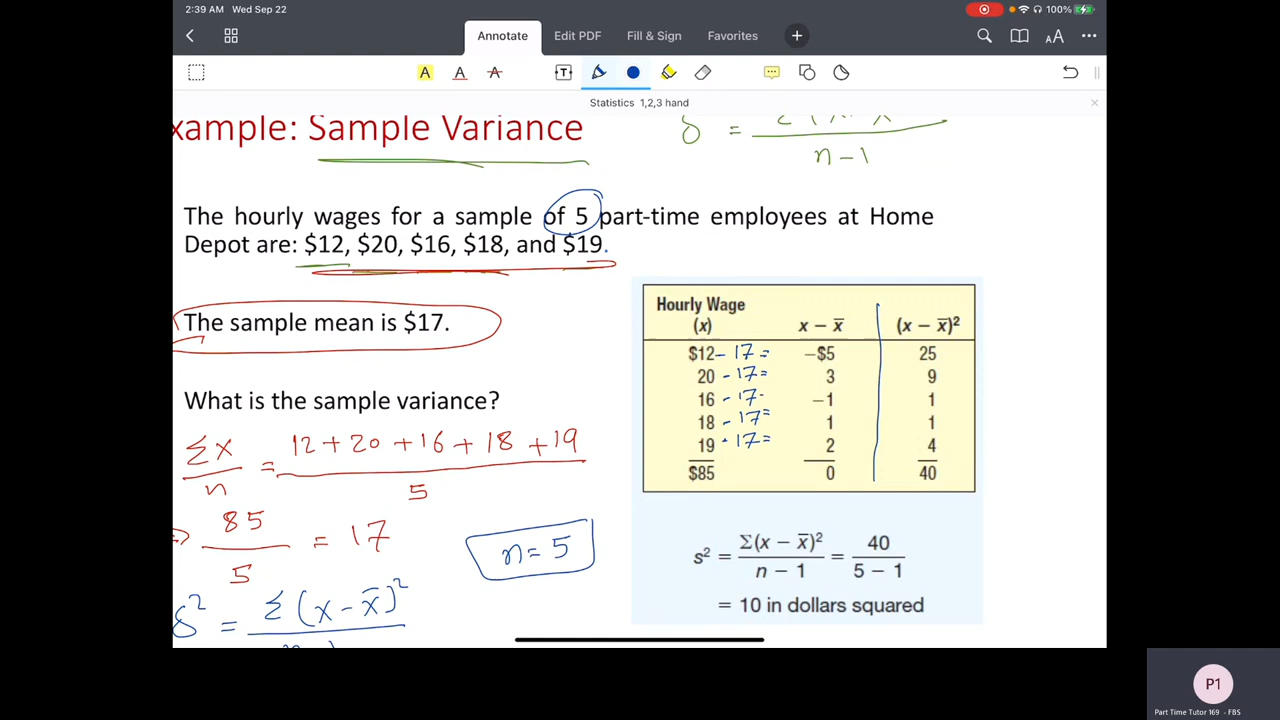 2:39 AM Wed Sep 22
100%
Annotate Edit PDF Fill & Sign Favorites
Statistics 1,2,3 hand
xample: Sample Variance
n - 1
The hourly wages for a sample of 5 part-time employees at Home
Depot are: $12, $20, $16, $18, and $19.
The sample mean is $17.
What is the sample variance?
Σx / n = 12 + 20 + 16 + 18 + 19 / 5
85 / 5 = 17
n = 5
s² = Σ(x - x̄)²
Hourly Wage
(x) x – x̄ (x – x̄)²
$12 - 17 = –$5 25
20 - 17 = 3 9
16 - 17 - –1 1
18 - 17 = 1 1
19 - 17 = 2 4
$85 0 40
s² = Σ(x – x̄)² / n – 1 = 40 / 5 – 1
= 10 in dollars squared
P1
Part Time Tutor 169 - FBS